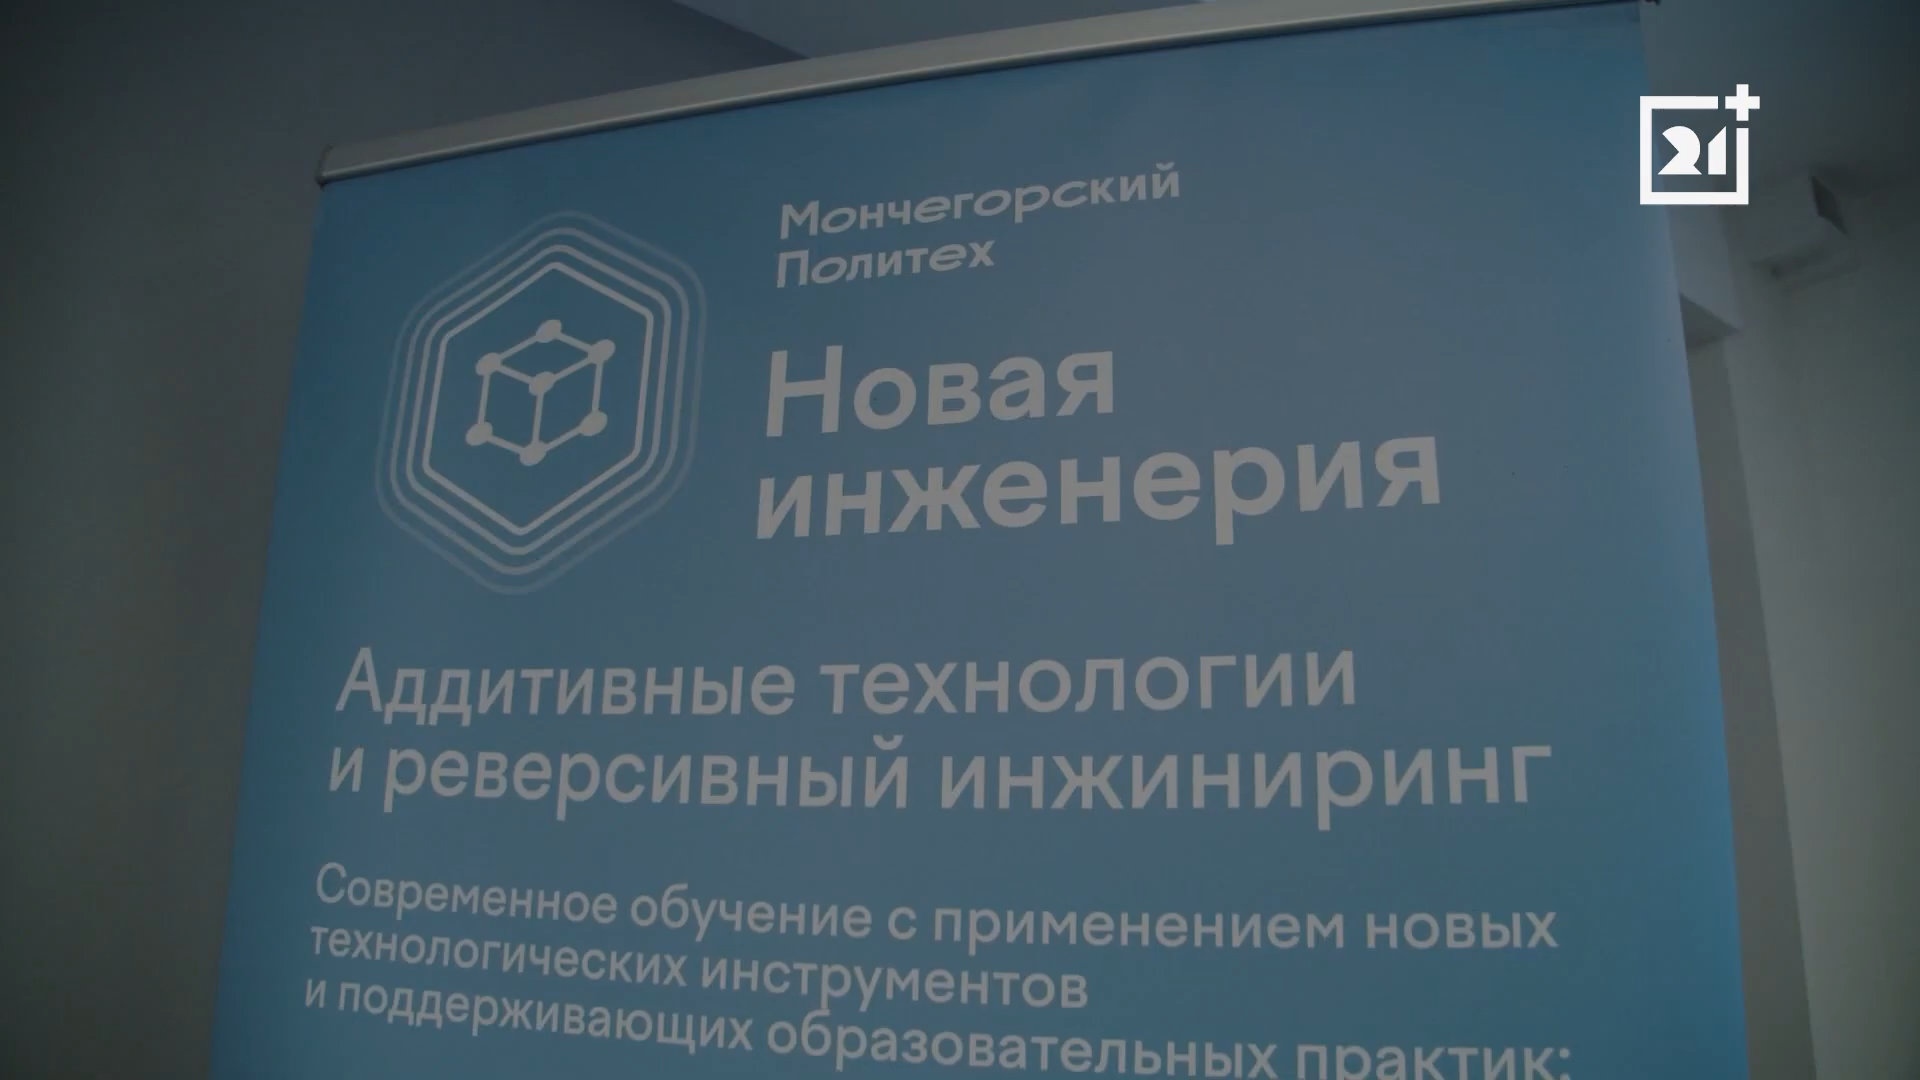 21+
Мончегорский
Политех
Новая
инженерия
Аддитивные технологии
и реверсивный инжиниринг
Современное обучение с применением новых
технологических инструментов
и поддерживающих образовательных практик: